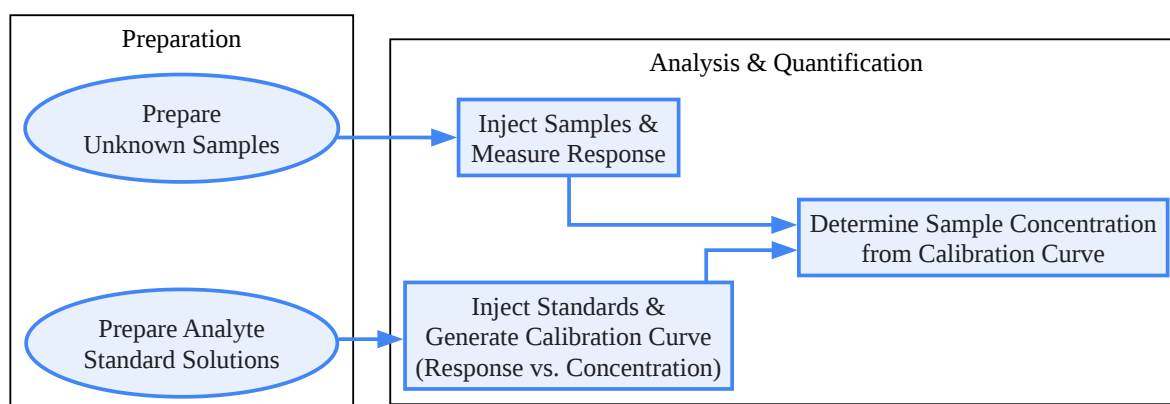 Preparation
Prepare
Unknown Samples
Prepare Analyte
Standard Solutions
Analysis & Quantification
Inject Samples &
Measure Response
Inject Standards &
Generate Calibration Curve
(Response vs. Concentration)
Determine Sample Concentration
from Calibration Curve